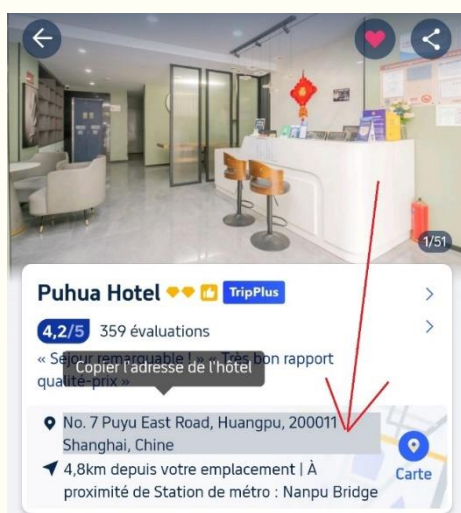 1/51
Puhua Hotel TripPlus
4,2/5 359 évaluations
« Séjour remarquable ! » « Très bon rapport
Copier l'adresse de l'hôtel
qualité-prix »
No. 7 Puyu East Road, Huangpu, 200011
Shanghai, Chine
4,8km depuis votre emplacement | À
proximité de Station de métro : Nanpu Bridge
Carte